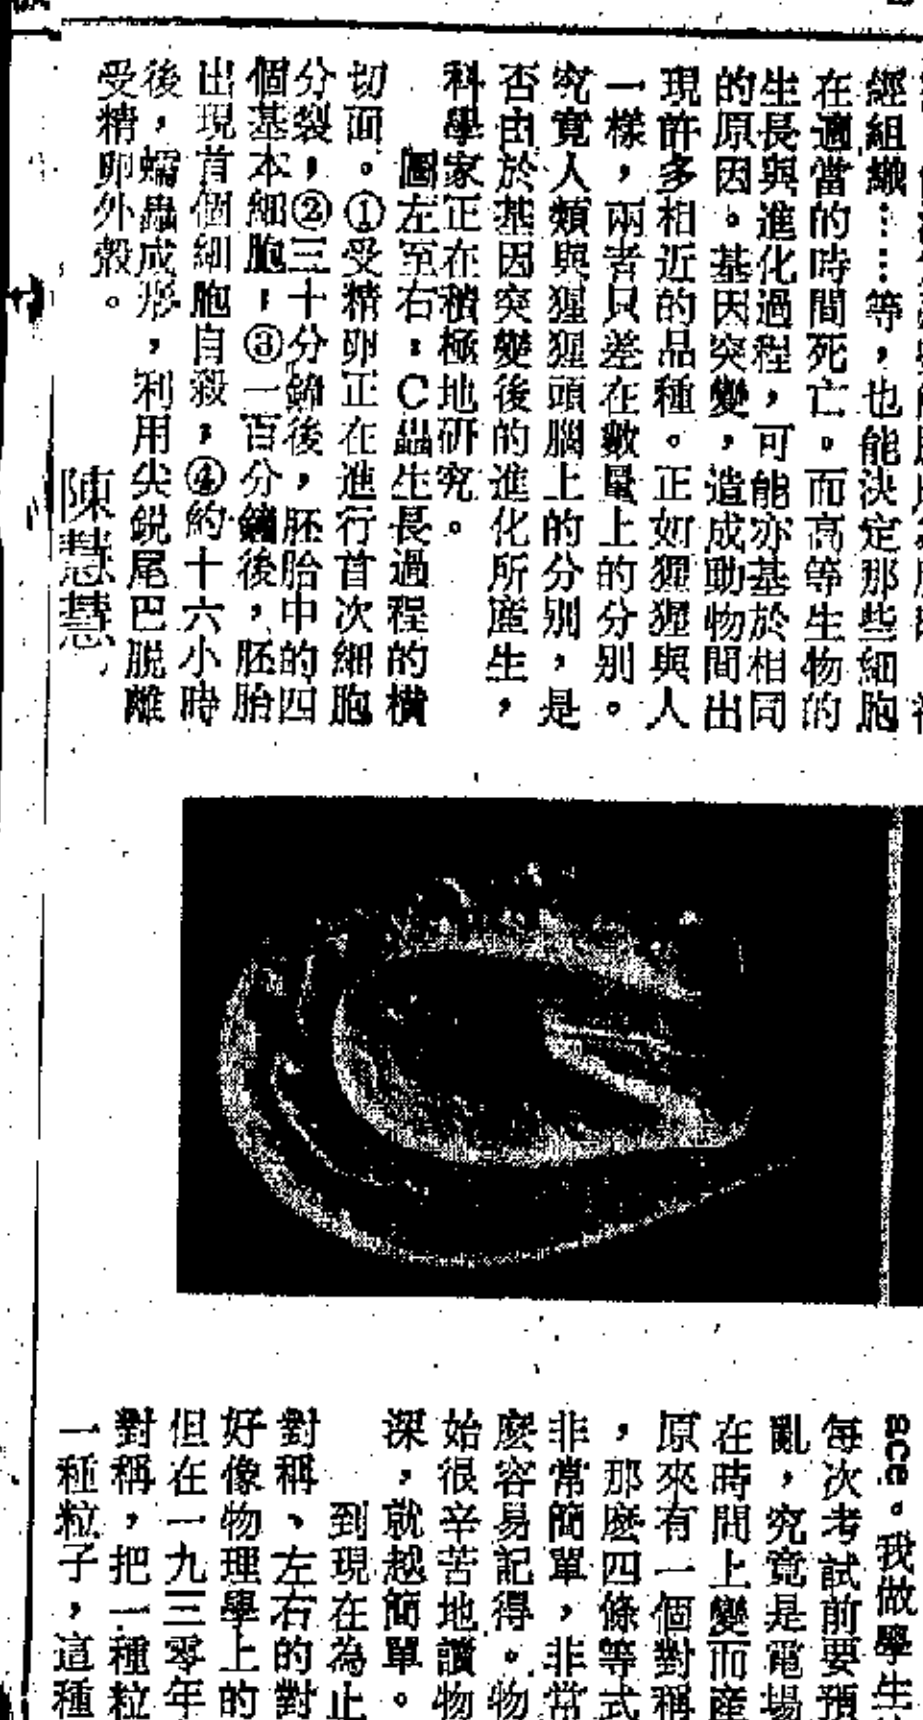 經組織……等，也能決定那些細胞
在適當的時間死亡。而高等生物的
生長與進化過程，可能亦基於相同
的原因。基因突變，造成動物間出
現許多相近的品種。正如猩猩與人
一樣，兩者只差在數量上的分別。
究竟人類與猩猩頭腦上的分別，是
否由於基因突變後的進化所產生，
科學家正在積極地研究。
圖左至右：C蟲生長過程的橫
切面。①受精卵正在進行首次細胞
分裂，②三十分鐘後，胚胎中的四
個基本細胞；③一百分鐘後，胚胎
出現首個細胞自殺，④約十六小時
後，蠕蟲成形，利用尖銳尾巴脫離
受精卵外殼。
陳慧慧
ace。我做學生
每次考試前要預
亂，究竟是電場
在時間上變而產
原來有一個對稱
，那麼四條等式
非常簡單，非常
麼容易記得。物
始很辛苦地讀物
深，就越簡單。
到現在為止
對稱、左右的對
好像物理學上的
但在一九三零年
對稱，把一種粒
一種粒子，這種